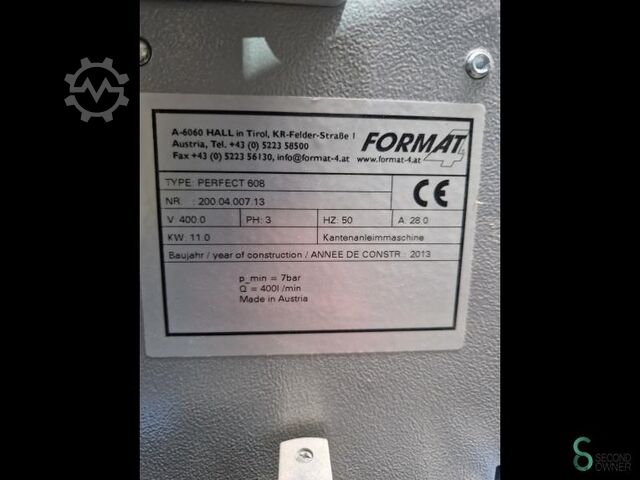 A-6060 HALL in Tirol, KR-Felder-Straße 1
Austria, Tel. +43 (0) 5223 58500
Fax +43 (0) 5223 56130, info@format-4.at www.format-4.at
FORMAT 4
TYPE: PERFECT 608
NR. : 200.04.007.13
V: 400.0 PH: 3 HZ: 50 A: 28.0
KW: 11.0 Kantenanleimmaschine
Baujahr / year of construction / ANNEE DE CONSTR.: 2013
CE
p_min = 7bar
Q = 400l /min
Made in Austria
SECOND
OWNER